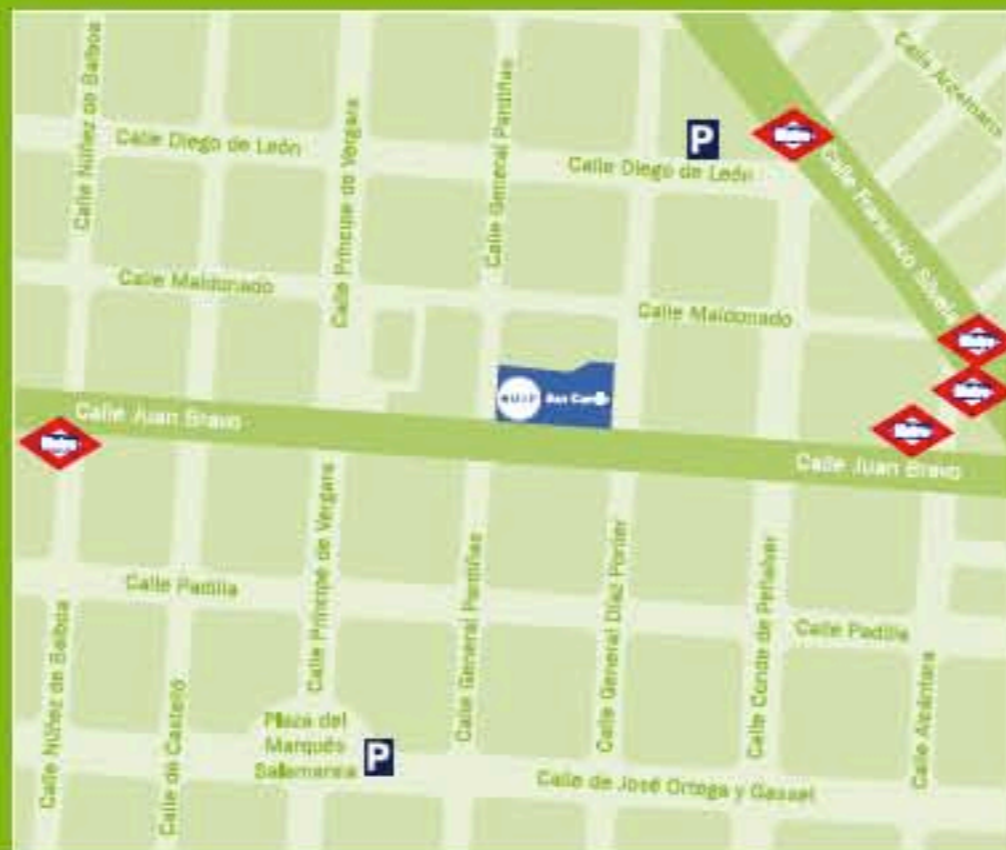 Calle Núñez de Balboa
Calle Diego de León
Calle Príncipe de Vergara
Calle General Pardiñas
P
Calle Diego de León
Metro
Calle Francisco Silvela
Calle Maldonado
Calle Maldonado
Metro
Metro
Metro
Calle Juan Bravo
Metro
Calle Juan Bravo
Calle Padilla
Calle Príncipe de Vergara
Calle General Pardiñas
Calle General Díaz Porlier
Calle Conde de Peñalver
Calle Padilla
Calle Núñez de Balboa
Calle de Castelló
Plaza del
Marqués
Salamanca
P
Calle de José Ortega y Gasset
Calle Alcántara